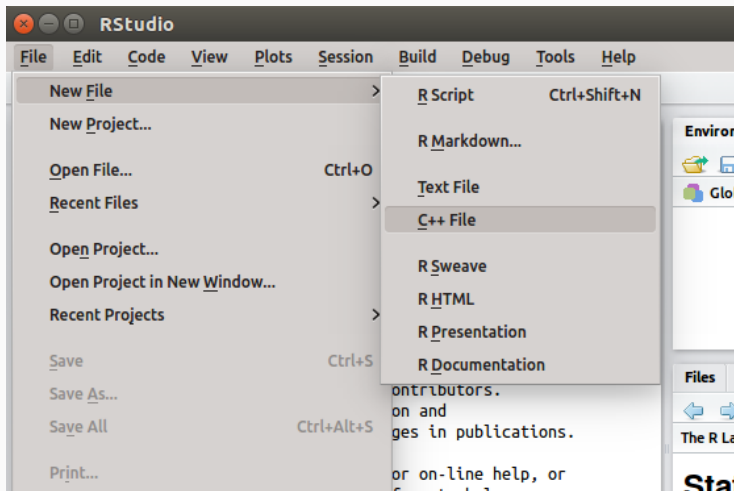 RStudio
File Edit Code View Plots Session Build Debug Tools Help
New File >
New Project...
Open File... Ctrl+O
Recent Files >
Open Project...
Open Project in New Window...
Recent Projects >
Save Ctrl+S
Save As...
Save All Ctrl+Alt+S
Print...
R Script Ctrl+Shift+N
R Markdown...
Text File
C++ File
R Sweave
R HTML
R Presentation
R Documentation
ontributors.
on and
ges in publications.
or on-line help, or
Environ
Glo
Files
The R La
Sta